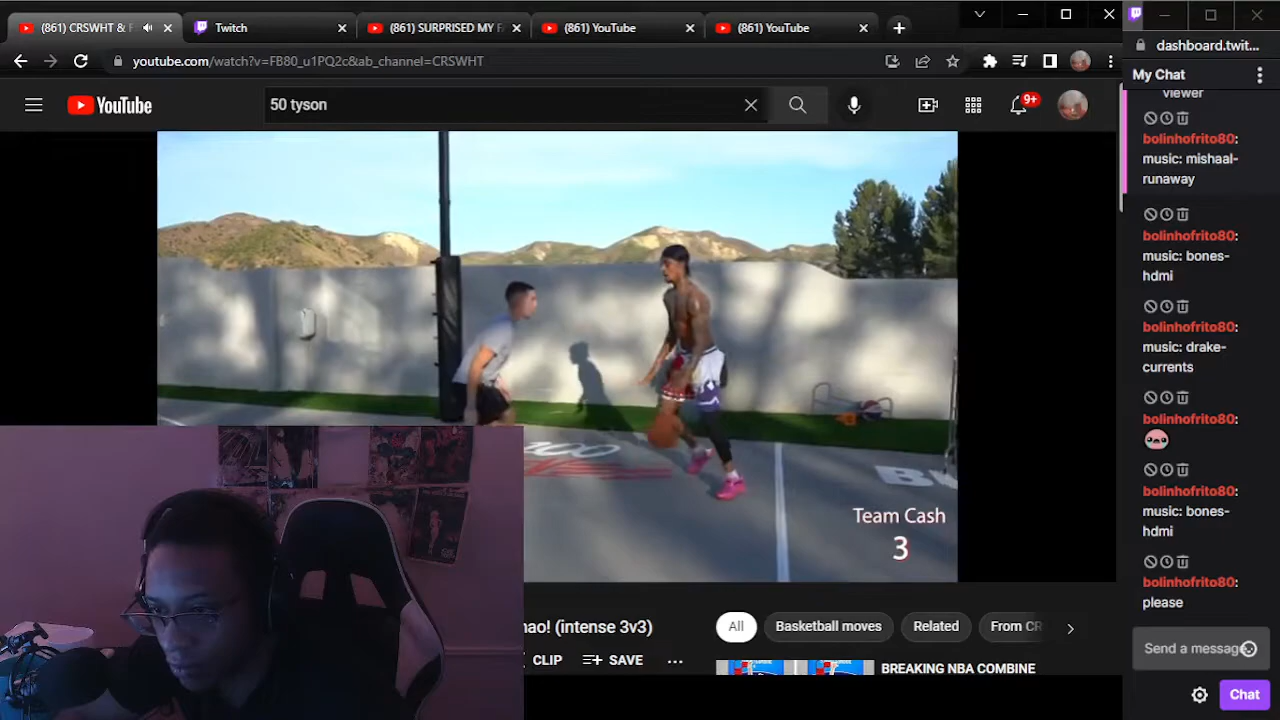 (861) CRSWHT & F
Twitch
(861) SURPRISED MY F
(861) YouTube
(861) YouTube
youtube.com/watch?v=FB80_u1PQ2c&ab_channel=CRSWHT
dashboard.twit...
YouTube
50 tyson
9+
My Chat
viewer
bolinhofrito80:
music: mishaal-
runaway
bolinhofrito80:
music: bones-
hdmi
bolinhofrito80:
music: drake-
currents
bolinhofrito80:
bolinhofrito80:
music: bones-
hdmi
bolinhofrito80:
please
Team Cash
3
hao! (intense 3v3)
CLIP
SAVE
All
Basketball moves
Related
From CR
BREAKING NBA COMBINE
Send a message
Chat